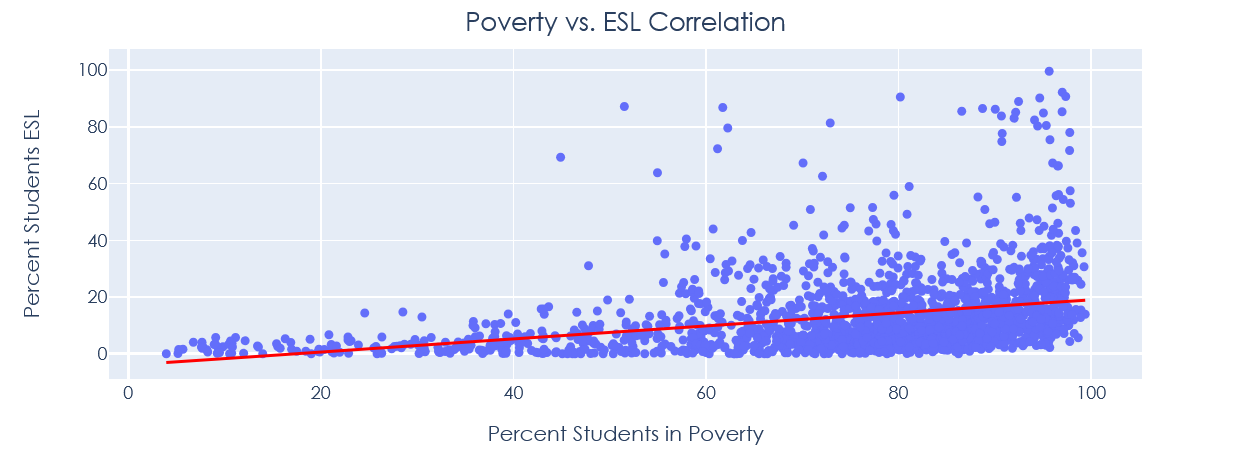 Poverty vs. ESL Correlation
Percent Students ESL
100
80
60
40
20
0
0 20 40 60 80 100
Percent Students in Poverty